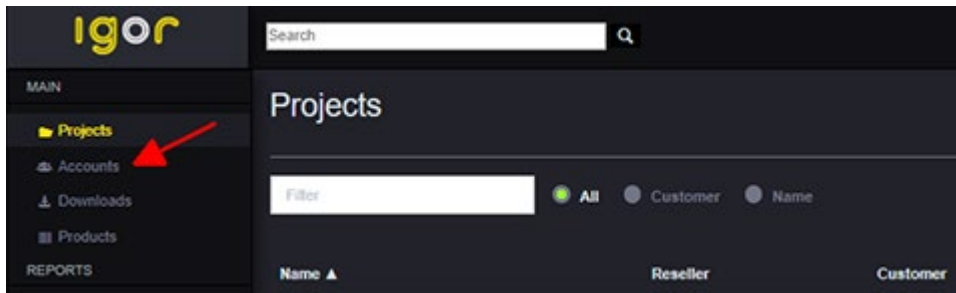 Igor
Search
MAIN
Projects
Projects
Accounts
Filter
All
Customer
Name
Downloads
Products
REPORTS
Name ▲
Reseller
Customer